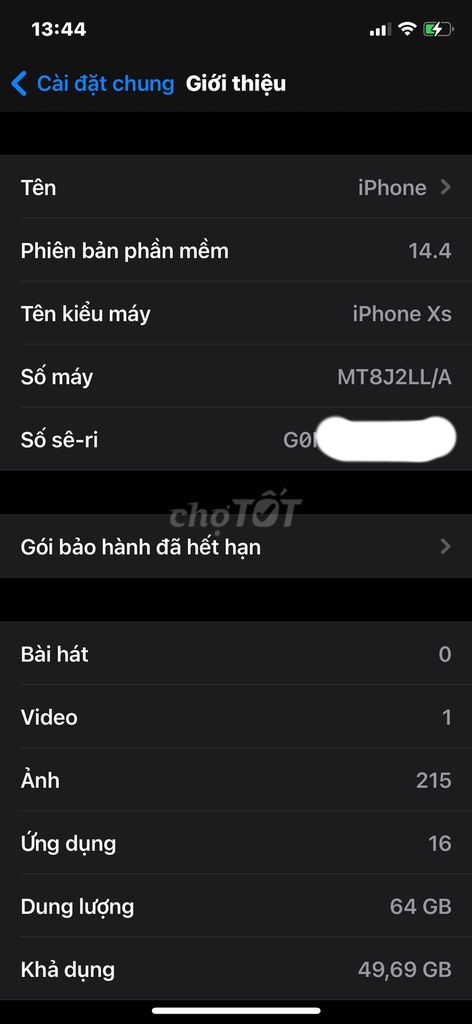 13:44
Cài đặt chung Giới thiệu
Tên iPhone
Phiên bản phần mềm 14.4
Tên kiểu máy iPhone Xs
Số máy MT8J2LL/A
Số sê-ri G0
chợTỐT
Gói bảo hành đã hết hạn
Bài hát 0
Video 1
Ảnh 215
Ứng dụng 16
Dung lượng 64 GB
Khả dụng 49,69 GB